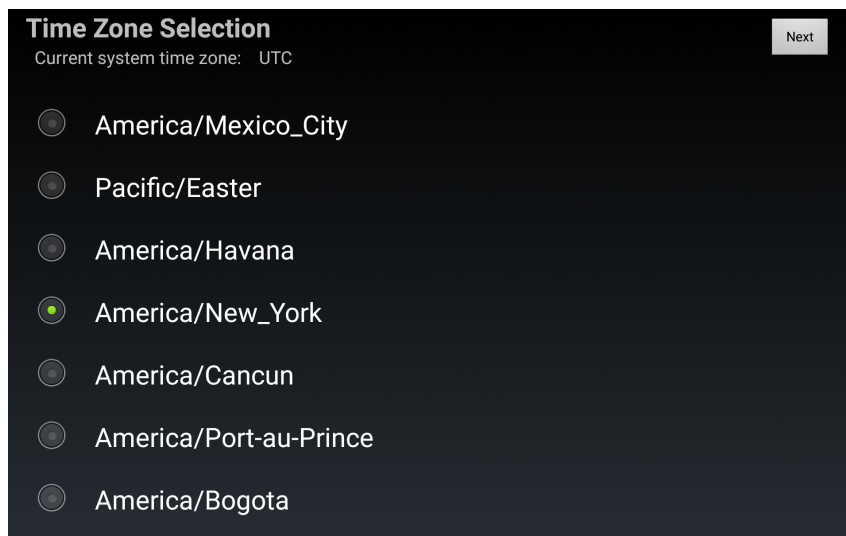 Time Zone Selection
Next
Current system time zone: UTC
America/Mexico_City
Pacific/Easter
America/Havana
America/New_York
America/Cancun
America/Port-au-Prince
America/Bogota